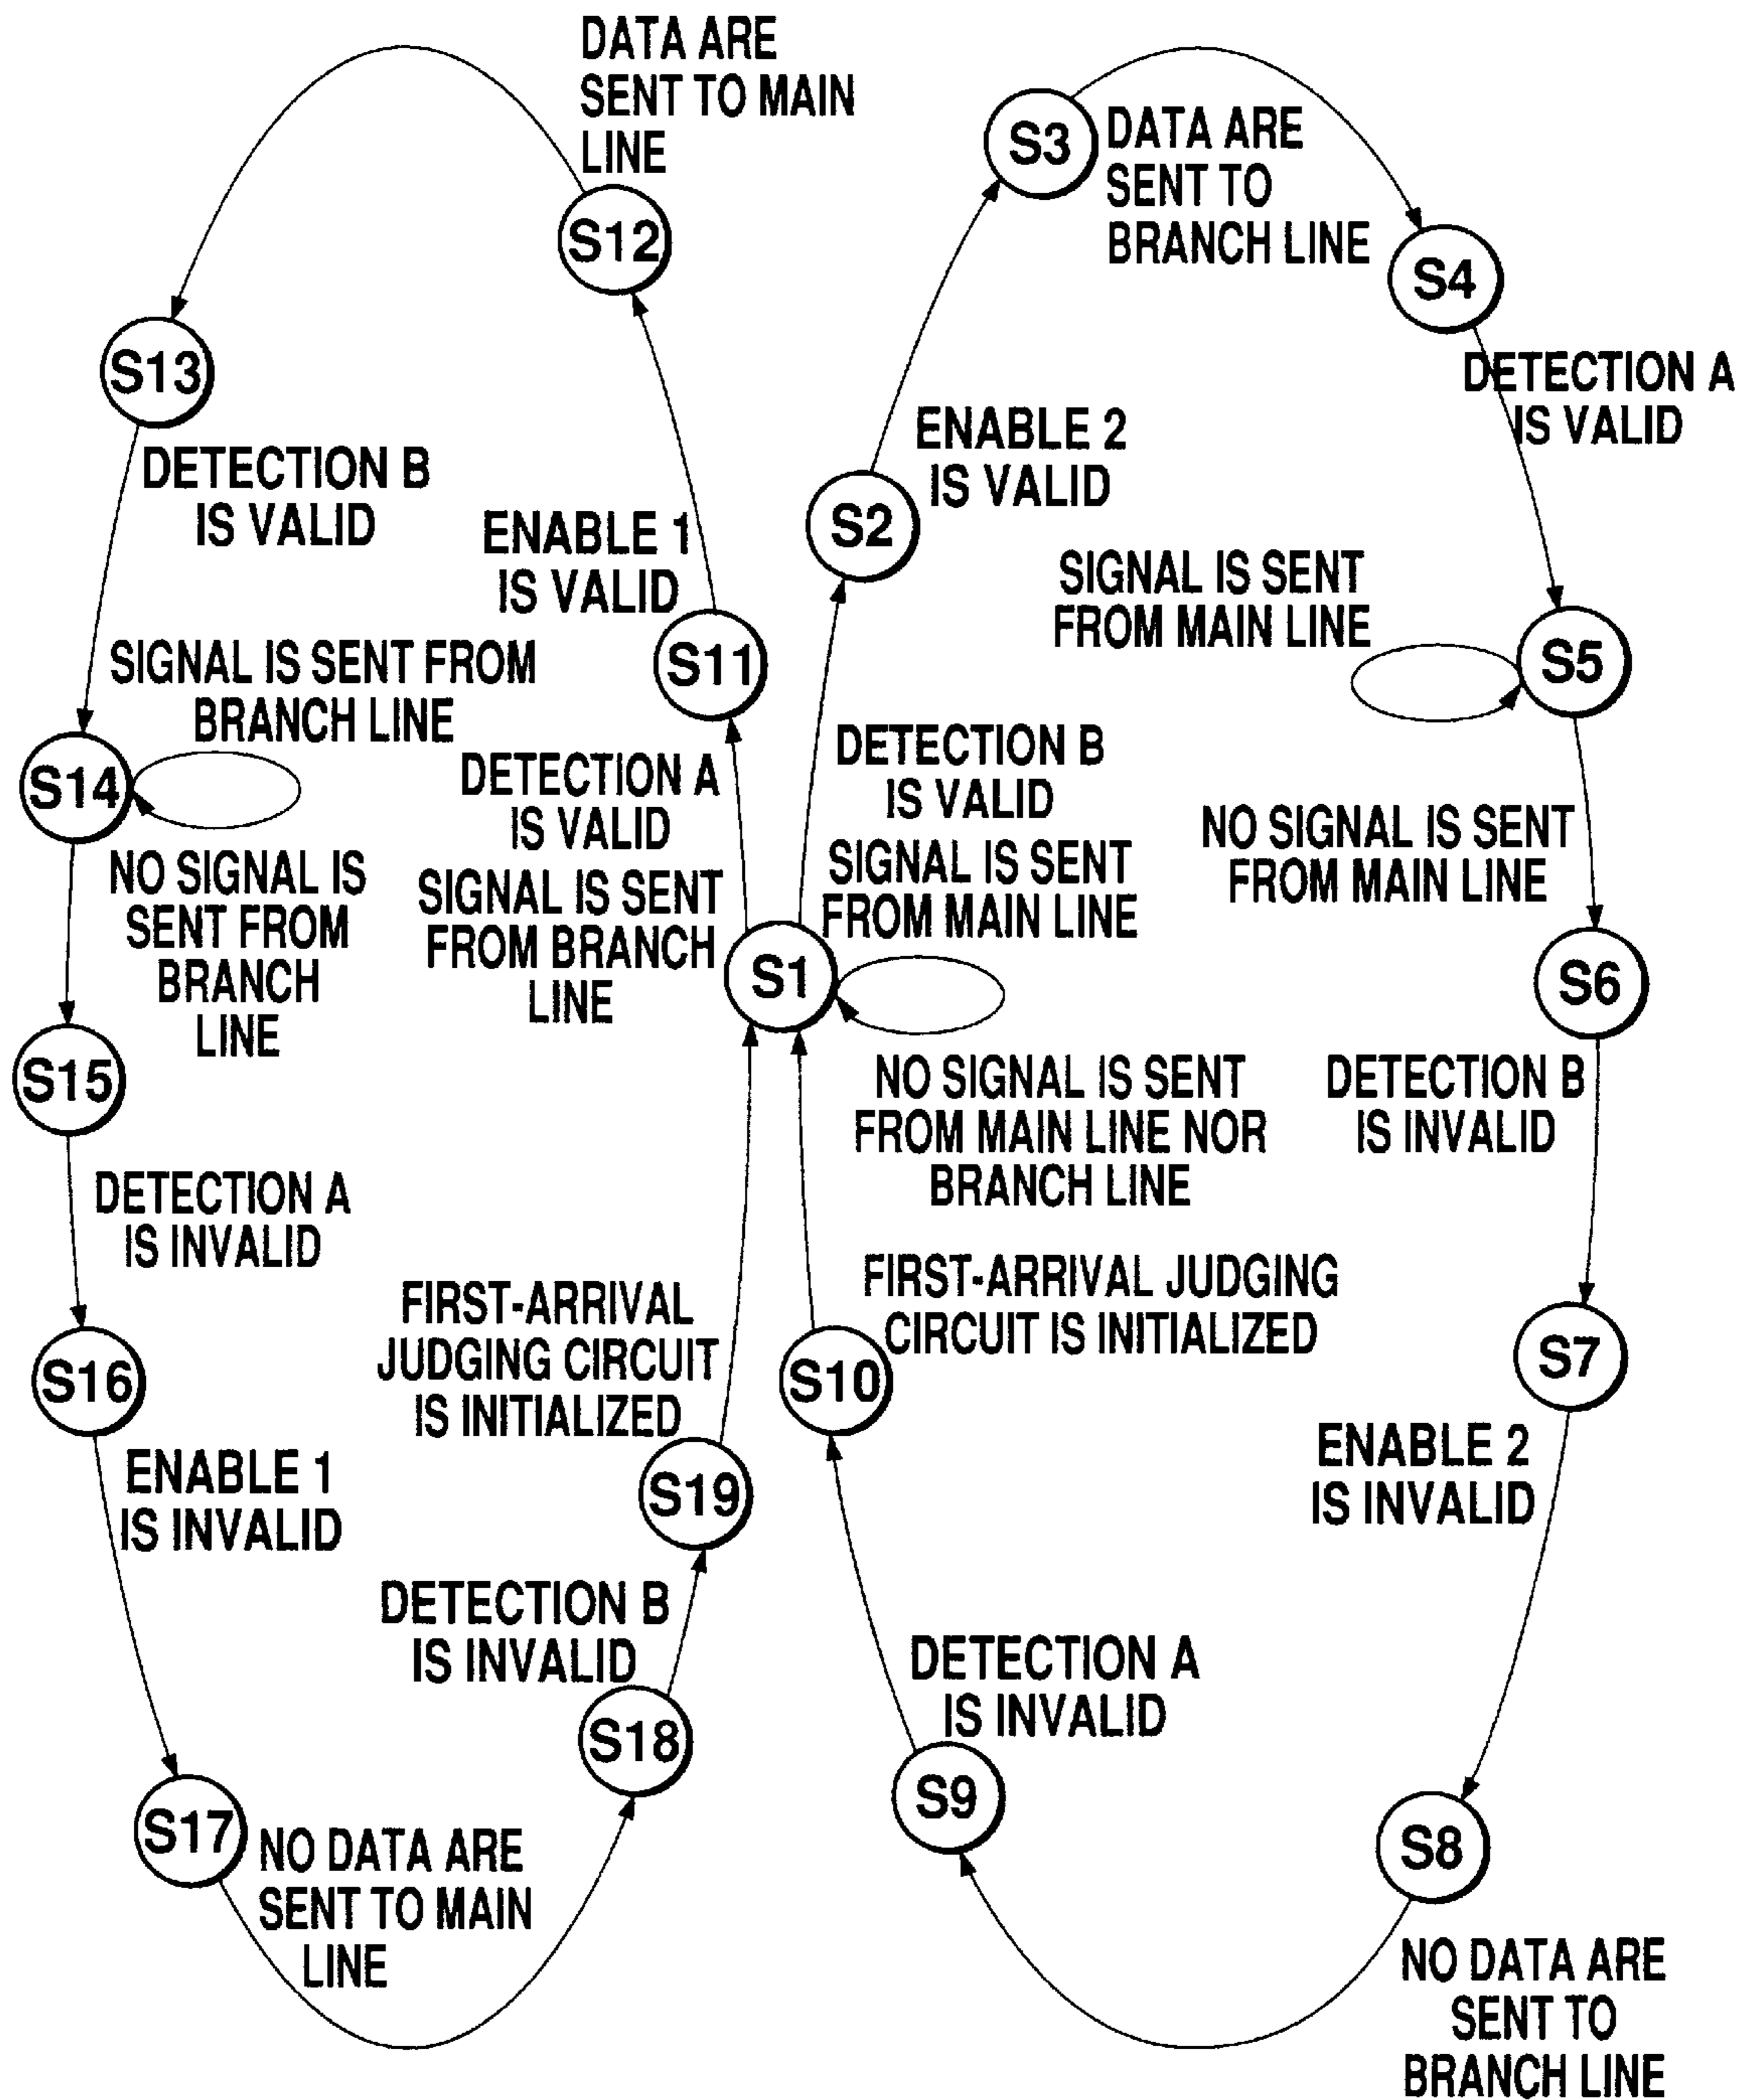 DATA ARE
SENT TO MAIN
LINE
S12
S13
DETECTION B
IS VALID
ENABLE 1
IS VALID
S11
SIGNAL IS SENT FROM
BRANCH LINE
S14
DETECTION A
IS VALID
SIGNAL IS SENT
FROM BRANCH
LINE
NO SIGNAL IS
SENT FROM
BRANCH
LINE
S15
DETECTION A
IS INVALID
S16
ENABLE 1
IS INVALID
S17
NO DATA ARE
SENT TO MAIN
LINE
S18
DETECTION B
IS INVALID
S19
FIRST-ARRIVAL
JUDGING CIRCUIT
IS INITIALIZED
S3
DATA ARE
SENT TO
BRANCH LINE
S4
DETECTION A
IS VALID
ENABLE 2
IS VALID
S2
SIGNAL IS SENT
FROM MAIN LINE
S5
DETECTION B
IS VALID
SIGNAL IS SENT
FROM MAIN LINE
S1
NO SIGNAL IS SENT
FROM MAIN LINE
S6
NO SIGNAL IS SENT
FROM MAIN LINE NOR
BRANCH LINE
DETECTION B
IS INVALID
FIRST-ARRIVAL JUDGING
CIRCUIT IS INITIALIZED
S10
S7
ENABLE 2
IS INVALID
DETECTION A
IS INVALID
S9
S8
NO DATA ARE
SENT TO
BRANCH LINE